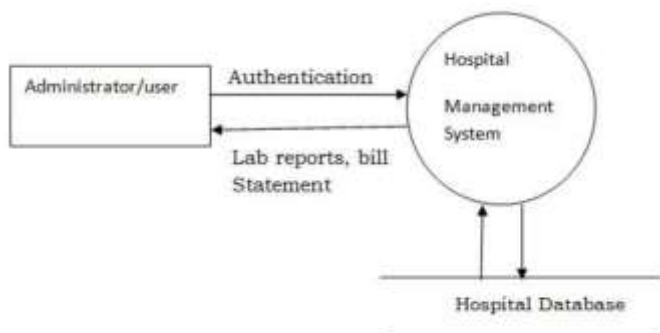 Administrator/user
Authentication
Lab reports, bill
Statement
Hospital
Management
System
Hospital Database